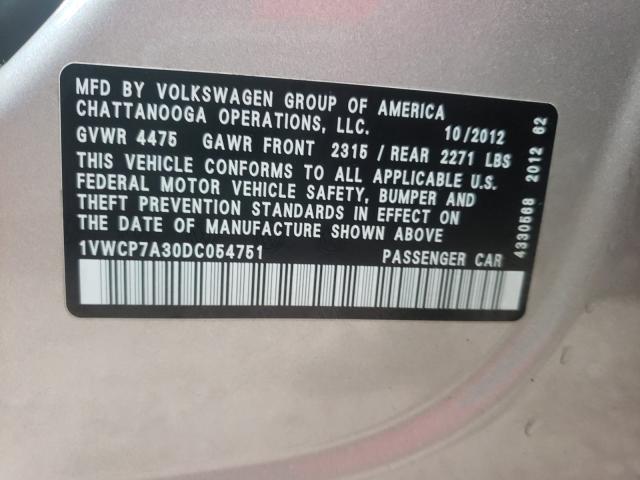 MFD BY VOLKSWAGEN GROUP OF AMERICA
CHATTANOOGA OPERATIONS, LLC. 10/2012
GVWR 4475 GAWR FRONT 2315 / REAR 2271 LBS
THIS VEHICLE CONFORMS TO ALL APPLICABLE U.S.
FEDERAL MOTOR VEHICLE SAFETY, BUMPER AND
THEFT PREVENTION STANDARDS IN EFFECT ON
THE DATE OF MANUFACTURE SHOWN ABOVE
1VWCP7A30DC054751 PASSENGER CAR
4330568 2012 62